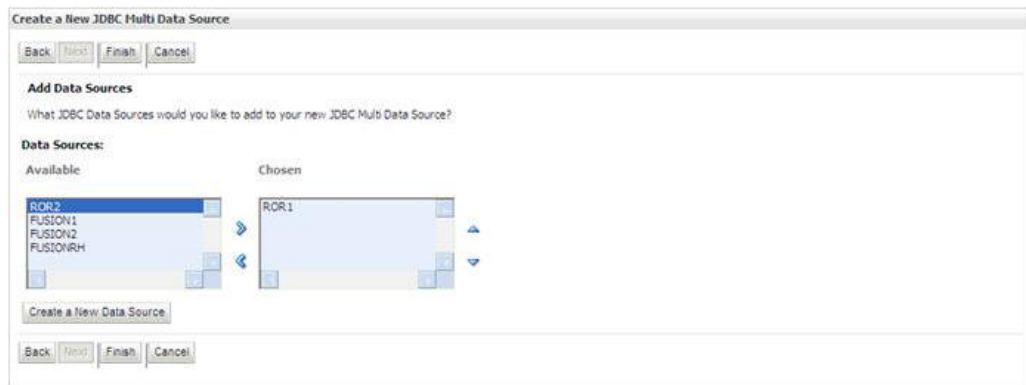 Create a New JDBC Multi Data Source
Back Next Finish Cancel
Add Data Sources
What JDBC Data Sources would you like to add to your new JDBC Multi Data Source?
Data Sources:
Available Chosen
ROR2 ROR1
FUSION1
FUSION2
FUSIONRH
Create a New Data Source
Back Next Finish Cancel